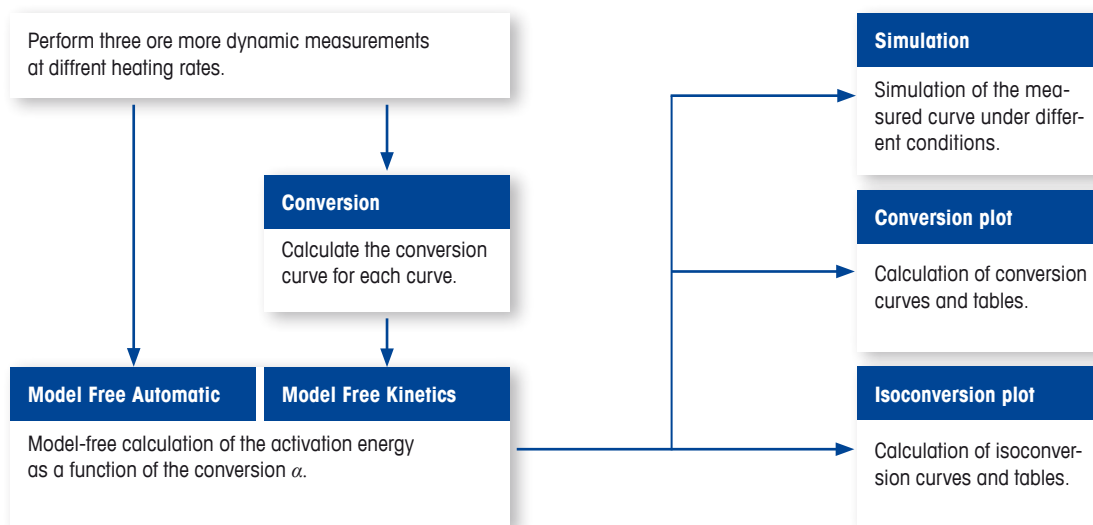 Perform three ore more dynamic measurements
at diffrent heating rates.
Conversion
Calculate the conversion
curve for each curve.
Model Free Automatic
Model Free Kinetics
Model-free calculation of the activation energy
as a function of the conversion α.
Simulation
Simulation of the mea-
sured curve under differ-
ent conditions.
Conversion plot
Calculation of conversion
curves and tables.
Isoconversion plot
Calculation of isoconver-
sion curves and tables.